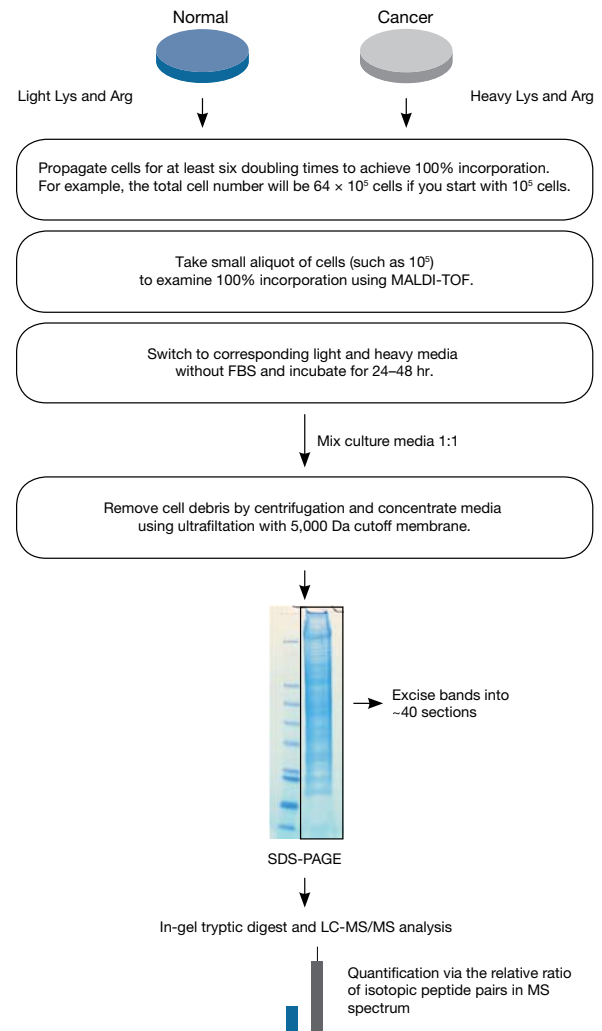 Normal
Cancer
Light Lys and Arg
Heavy Lys and Arg
Propagate cells for at least six doubling times to achieve 100% incorporation.
For example, the total cell number will be 64 × 10⁵ cells if you start with 10⁵ cells.
Take small aliquot of cells (such as 10⁵)
to examine 100% incorporation using MALDI-TOF.
Switch to corresponding light and heavy media
without FBS and incubate for 24–48 hr.
Mix culture media 1:1
Remove cell debris by centrifugation and concentrate media
using ultrafiltation with 5,000 Da cutoff membrane.
Excise bands into
~40 sections
SDS-PAGE
In-gel tryptic digest and LC-MS/MS analysis
Quantification via the relative ratio
of isotopic peptide pairs in MS
spectrum